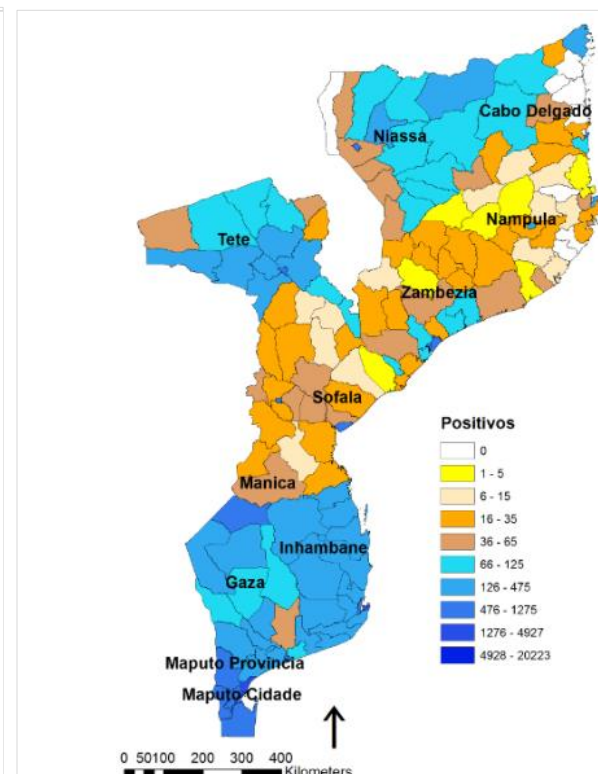 Cabo Delgado
Niassa
Nampula
Tete
Zambezia
Sofala
Manica
Inhambane
Gaza
Maputo Provincia
Maputo Cidade
Positivos
0
1 - 5
6 - 15
16 - 35
36 - 65
66 - 125
126 - 475
476 - 1275
1276 - 4927
4928 - 20223
0 50100 200 300 400
Kilometers